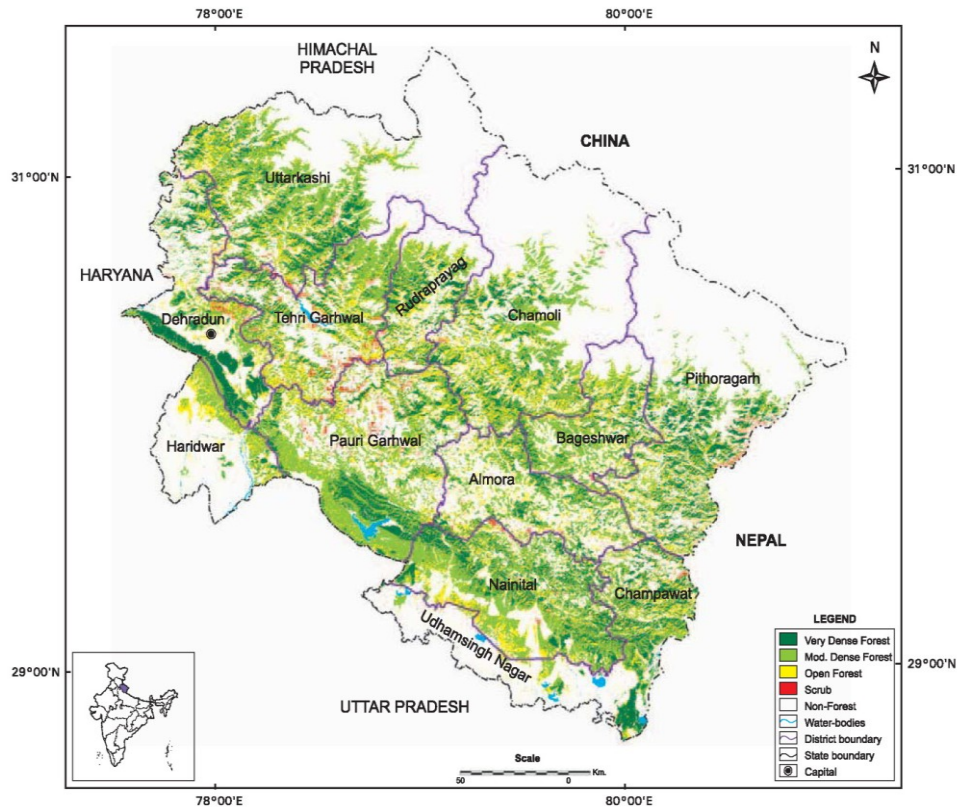 78°00'E
80°00'E
HIMACHAL
PRADESH
N
CHINA
31°00'N
31°00'N
Uttarkashi
HARYANA
Rudraprayag
Dehradun
Tehri Garhwal
Chamoli
Pithoragarh
Haridwar
Pauri Garhwal
Bageshwar
Almora
NEPAL
Nainital
Champawat
Udhamsingh Nagar
LEGEND
Very Dense Forest
Mod. Dense Forest
Open Forest
Scrub
Non-Forest
Water-bodies
District boundary
State boundary
Capital
29°00'N
29°00'N
UTTAR PRADESH
Scale
50 0 Km.
78°00'E
80°00'E